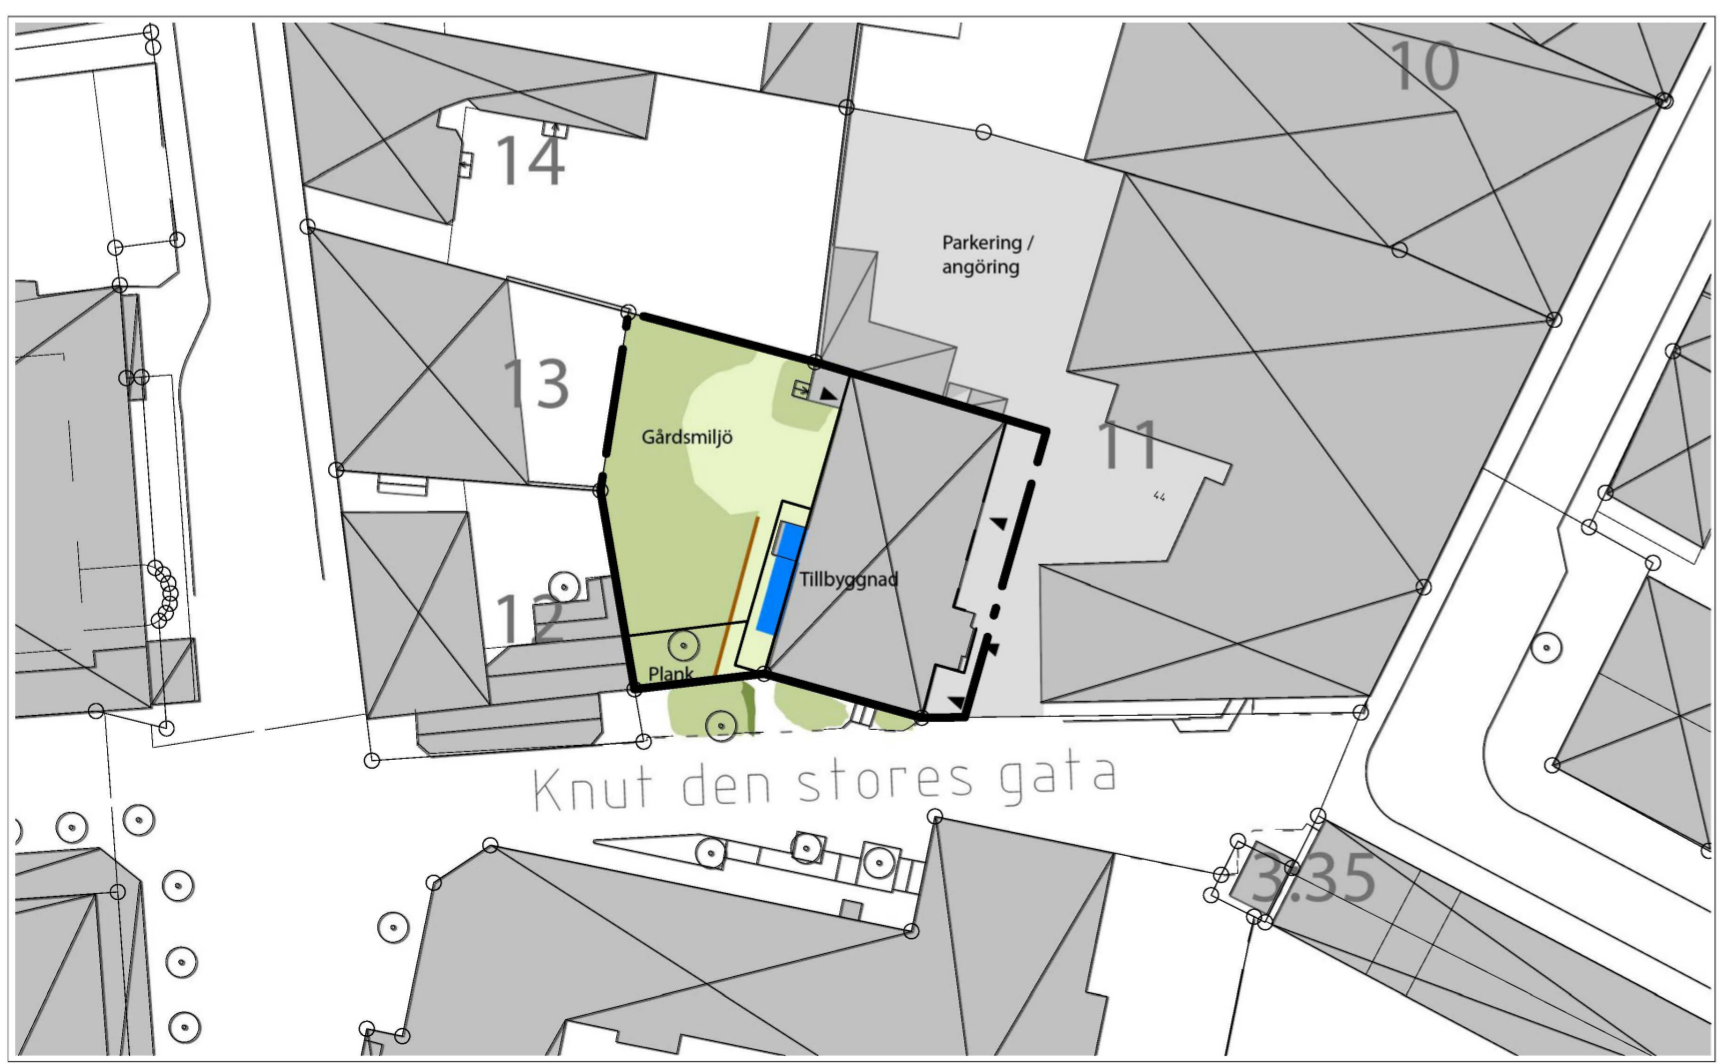 10
14
Parkering /
angöring
13
11
Gårdsmiljö
44
Tillbyggnad
12
Plank
Knut den stores gata
3:35